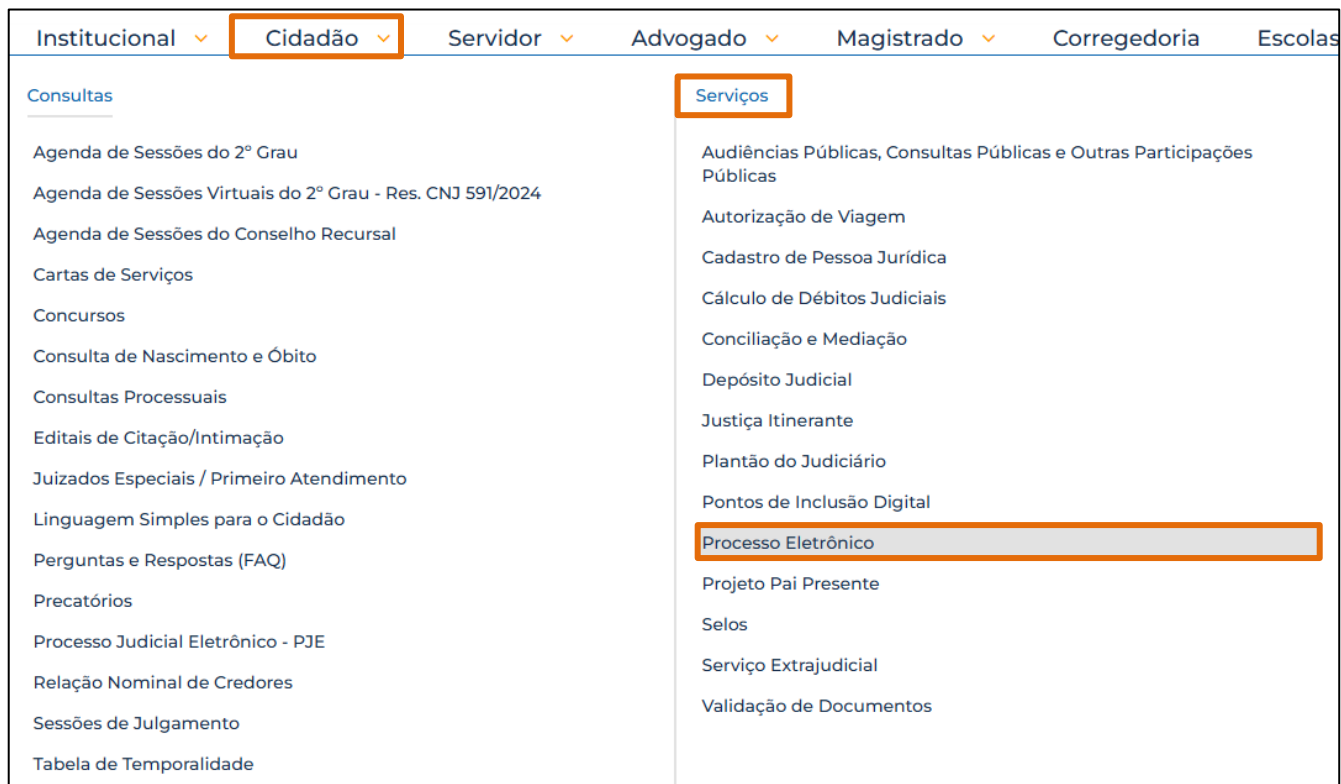 Institucional Cidadão Servidor Advogado Magistrado Corregedoria Escolas
Consultas
Agenda de Sessões do 2º Grau
Agenda de Sessões Virtuais do 2º Grau - Res. CNJ 591/2024
Agenda de Sessões do Conselho Recursal
Cartas de Serviços
Concursos
Consulta de Nascimento e Óbito
Consultas Processuais
Editais de Citação/Intimação
Juizados Especiais / Primeiro Atendimento
Linguagem Simples para o Cidadão
Perguntas e Respostas (FAQ)
Precatórios
Processo Judicial Eletrônico - PJE
Relação Nominal de Credores
Sessões de Julgamento
Tabela de Temporalidade
Serviços
Audiências Públicas, Consultas Públicas e Outras Participações
Públicas
Autorização de Viagem
Cadastro de Pessoa Jurídica
Cálculo de Débitos Judiciais
Conciliação e Mediação
Depósito Judicial
Justiça Itinerante
Plantão do Judiciário
Pontos de Inclusão Digital
Processo Eletrônico
Projeto Pai Presente
Selos
Serviço Extrajudicial
Validação de Documentos